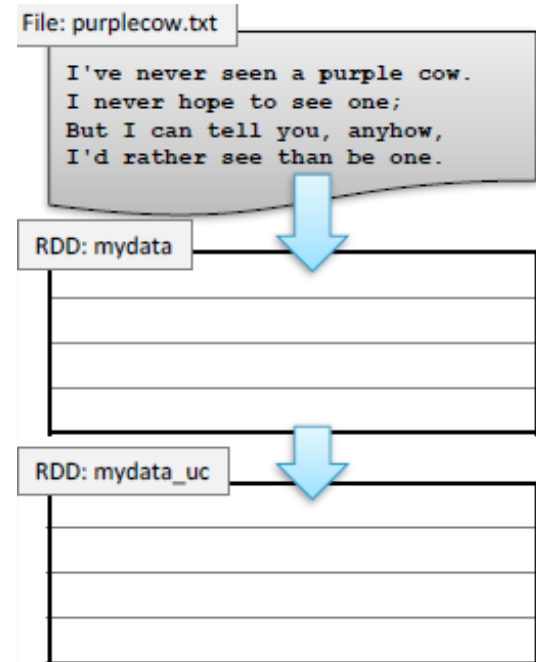 File: purplecow.txt
I've never seen a purple cow.
I never hope to see one;
But I can tell you, anyhow,
I'd rather see than be one.
RDD: mydata
RDD: mydata_uc